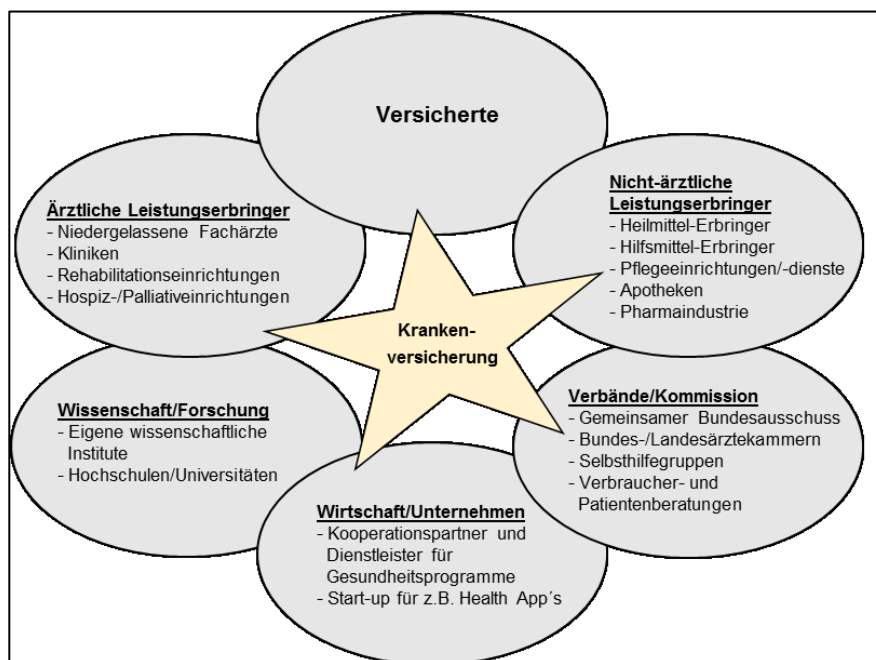 Versicherte
Ärztliche Leistungserbringer
- Niedergelassene Fachärzte
- Kliniken
- Rehabilitationseinrichtungen
- Hospiz-/Palliativeinrichtungen
Nicht-ärztliche
Leistungserbringer
- Heilmittel-Erbringer
- Hilfsmittel-Erbringer
- Pflegeeinrichtungen/-dienste
- Apotheken
- Pharmaindustrie
Kranken-
versicherung
Wissenschaft/Forschung
- Eigene wissenschaftliche
Institute
- Hochschulen/Universitäten
Verbände/Kommission
- Gemeinsamer Bundesausschuss
- Bundes-/Landesärztekammern
- Selbsthilfegruppen
- Verbraucher- und
Patientenberatungen
Wirtschaft/Unternehmen
- Kooperationspartner und
Dienstleister für
Gesundheitsprogramme
- Start-up für z.B. Health App´s